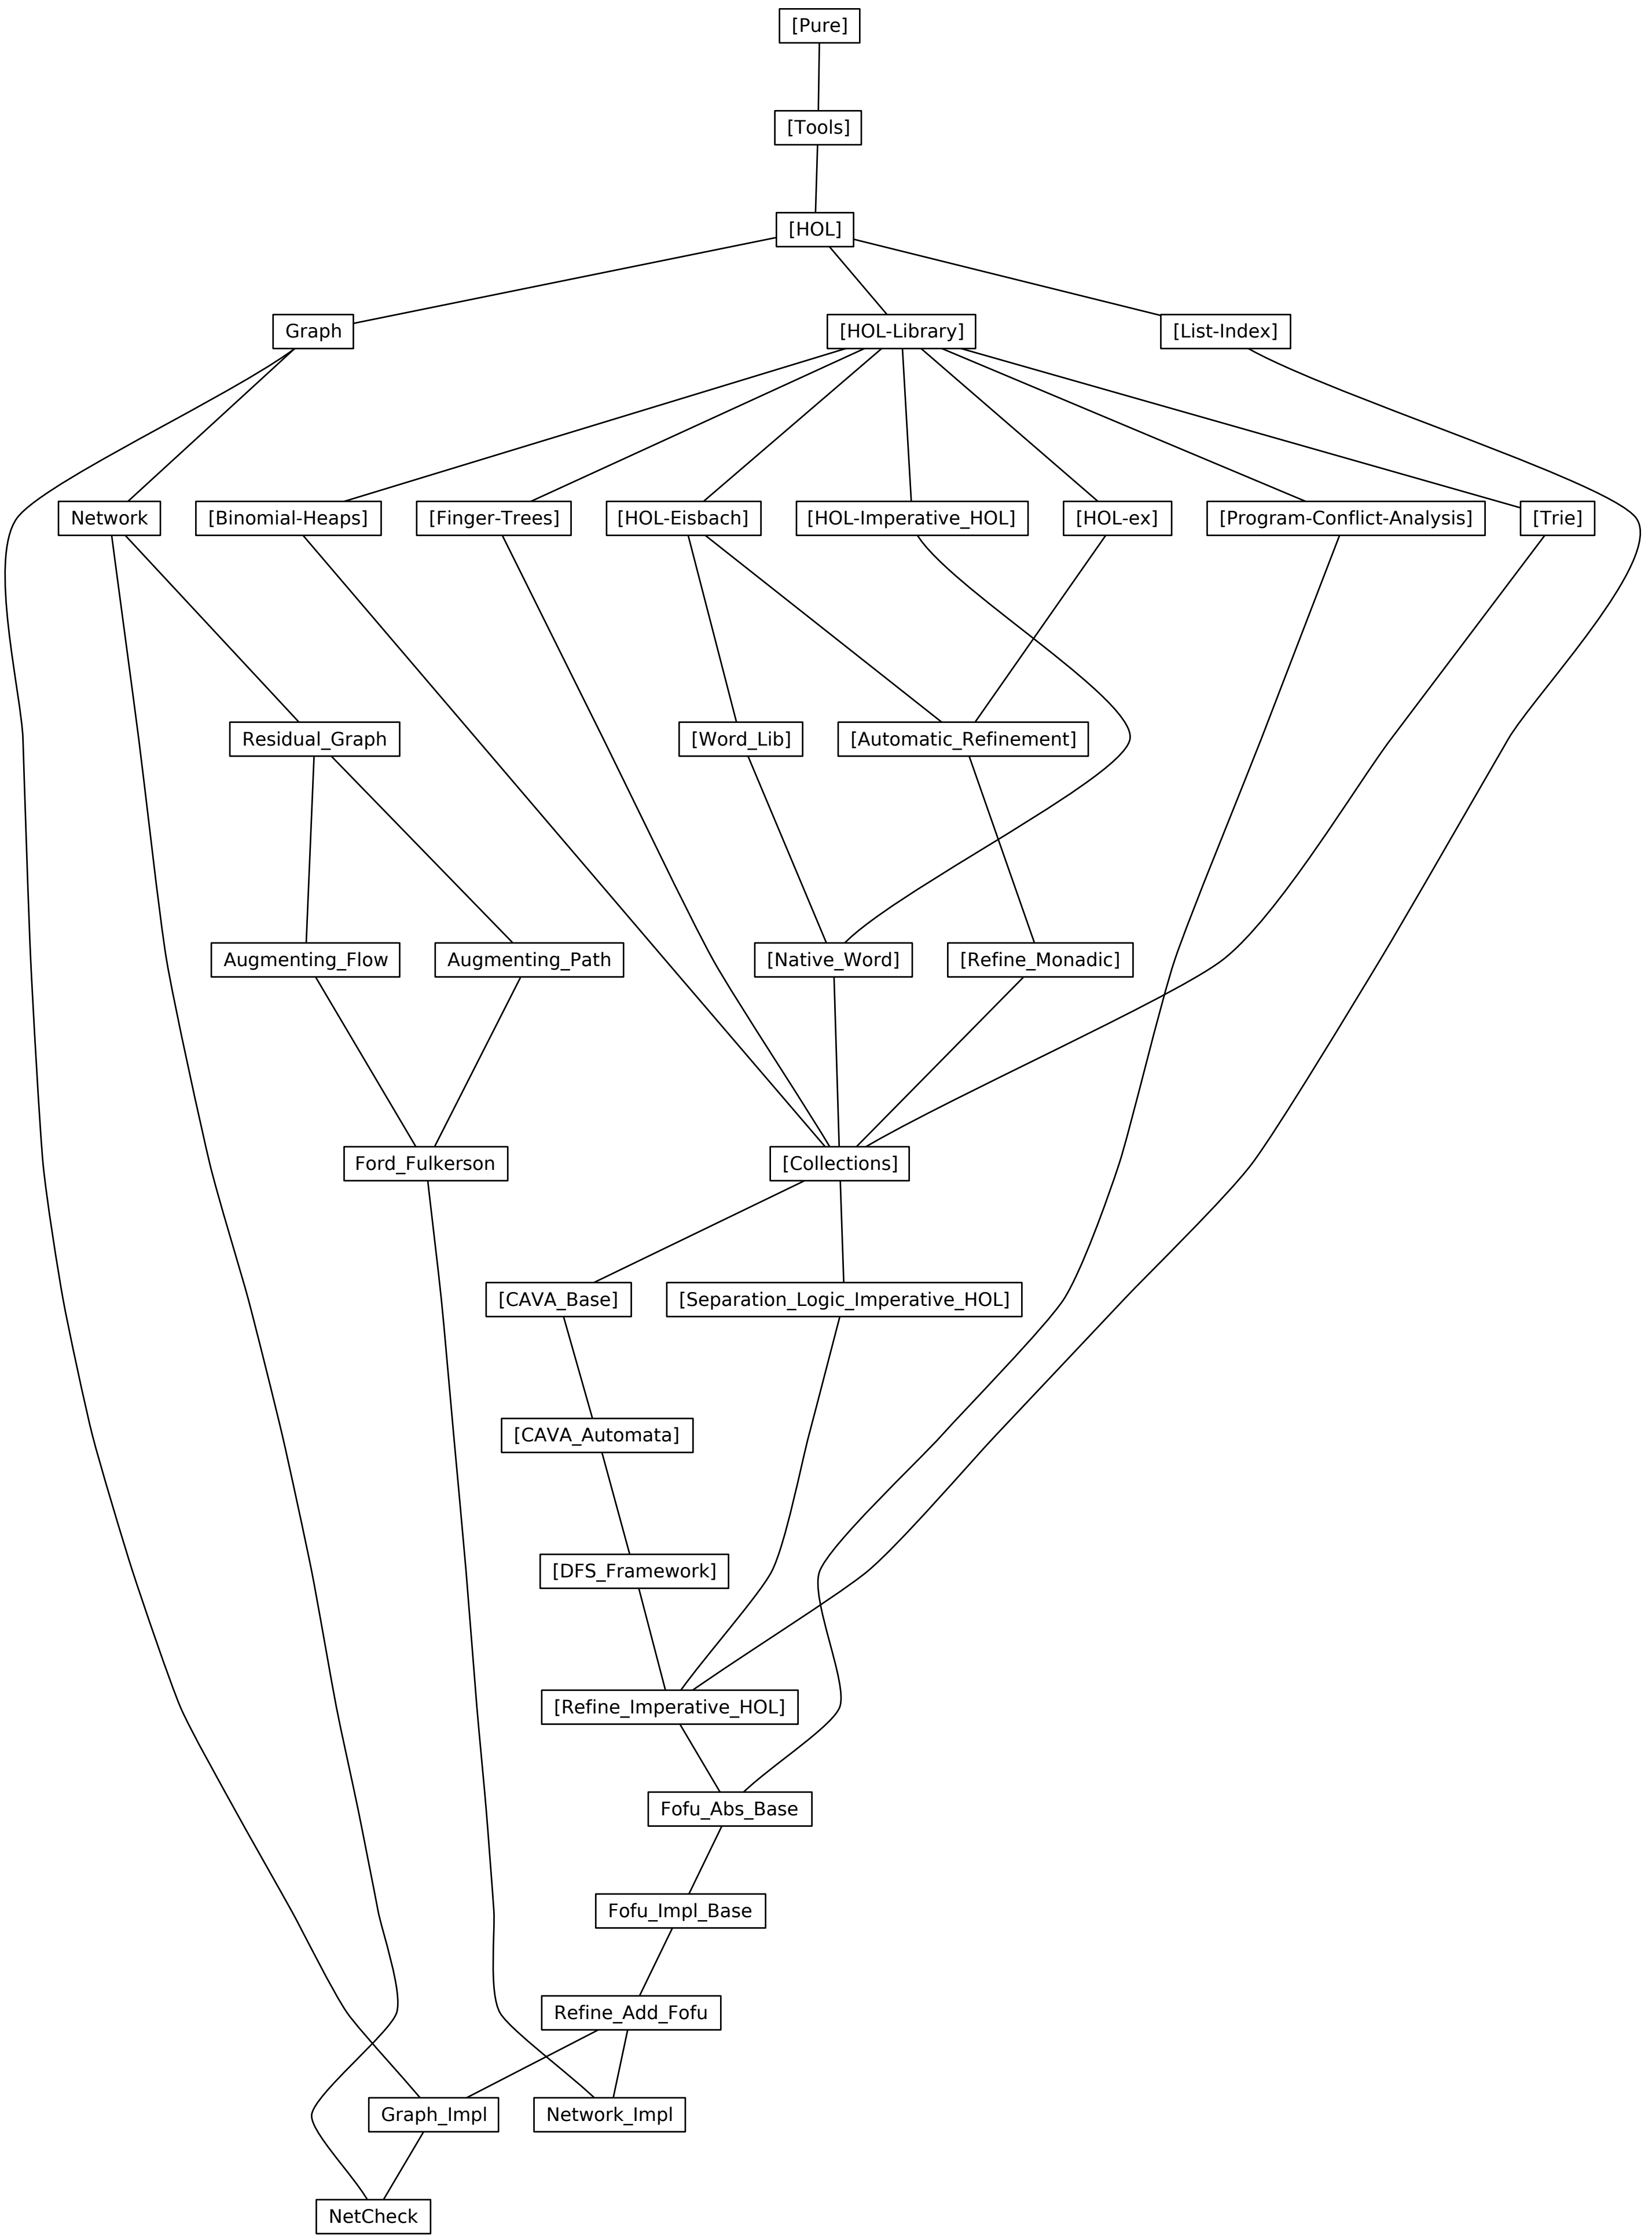 [Pure]
[Tools]
[HOL]
Graph
[HOL-Library]
[List-Index]
Network
[Binomial-Heaps]
[Finger-Trees]
[HOL-Eisbach]
[HOL-Imperative_HOL]
[HOL-ex]
[Program-Conflict-Analysis]
[Trie]
Residual_Graph
[Word_Lib]
[Automatic_Refinement]
Augmenting_Flow
Augmenting_Path
[Native_Word]
[Refine_Monadic]
Ford_Fulkerson
[Collections]
[CAVA_Base]
[Separation_Logic_Imperative_HOL]
[CAVA_Automata]
[DFS_Framework]
[Refine_Imperative_HOL]
Fofu_Abs_Base
Fofu_Impl_Base
Refine_Add_Fofu
Graph_Impl
Network_Impl
NetCheck